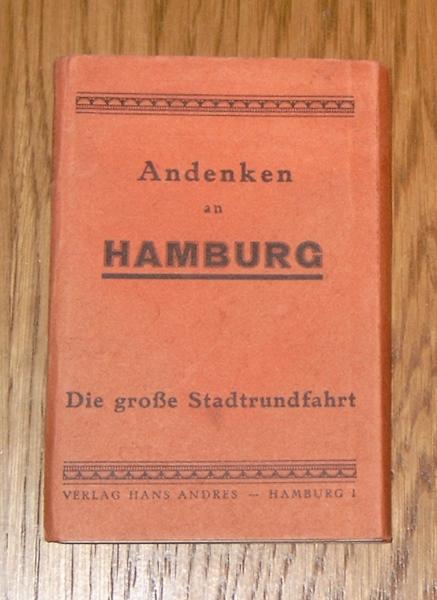 Andenken
an
HAMBURG
Die große Stadtrundfahrt
VERLAG HANS ANDRES — HAMBURG 1